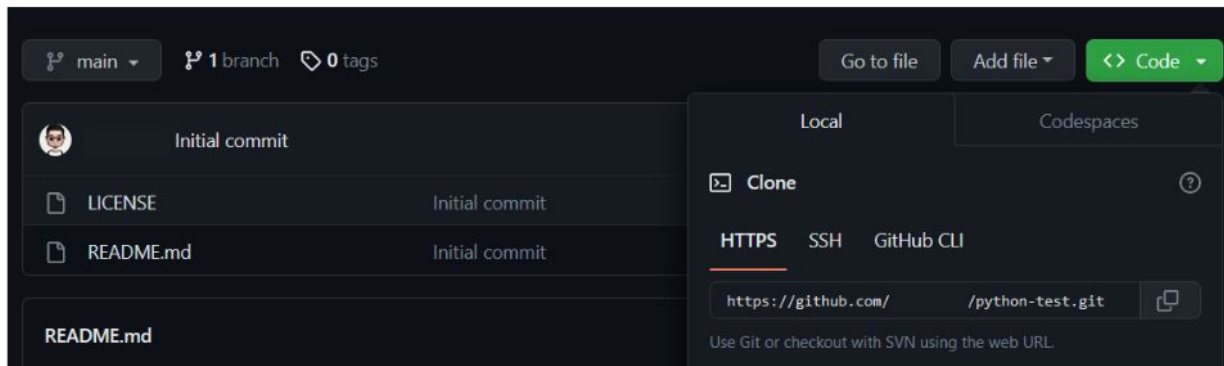 main 1 branch 0 tags Go to file Add file <> Code
Initial commit
LICENSE Initial commit
README.md Initial commit
README.md
Local Codespaces
Clone
HTTPS SSH GitHub CLI
https://github.com/ /python-test.git
Use Git or checkout with SVN using the web URL.